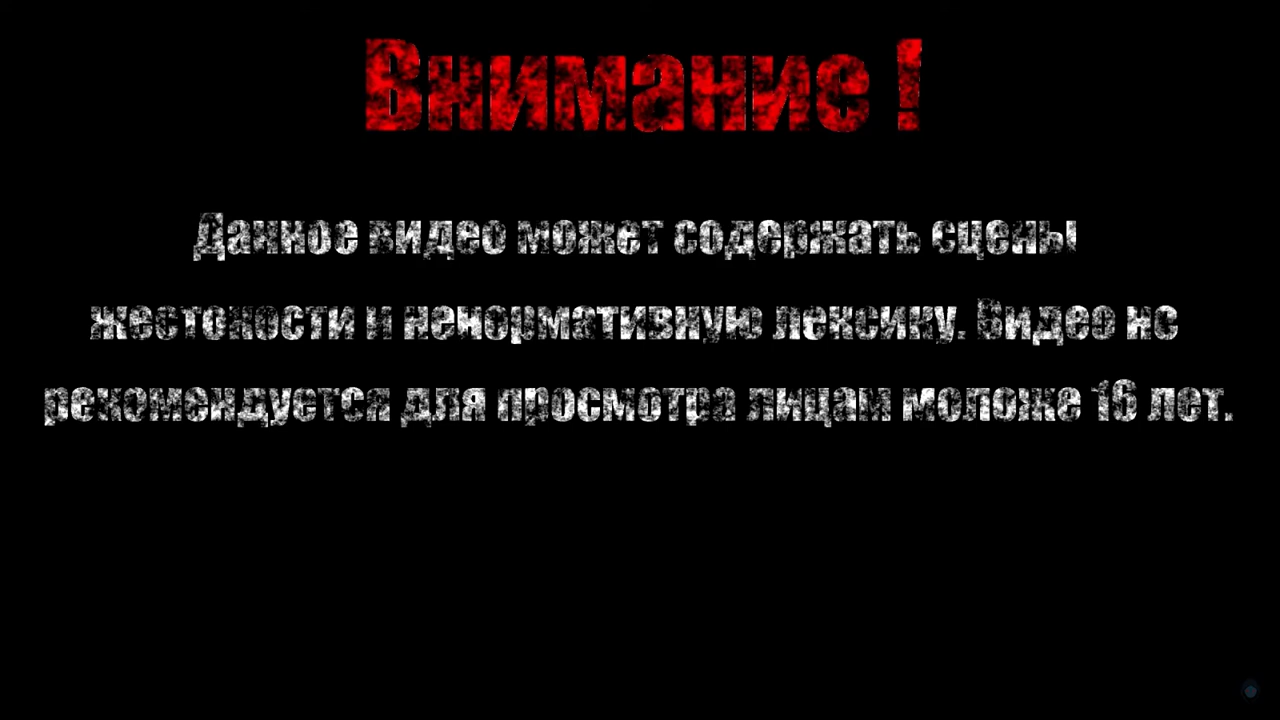 Внимание !
Данное видео может содержать сцены
жестокости и ненормативную лексику. Видео не
рекомендуется для просмотра лицам моложе 16 лет.